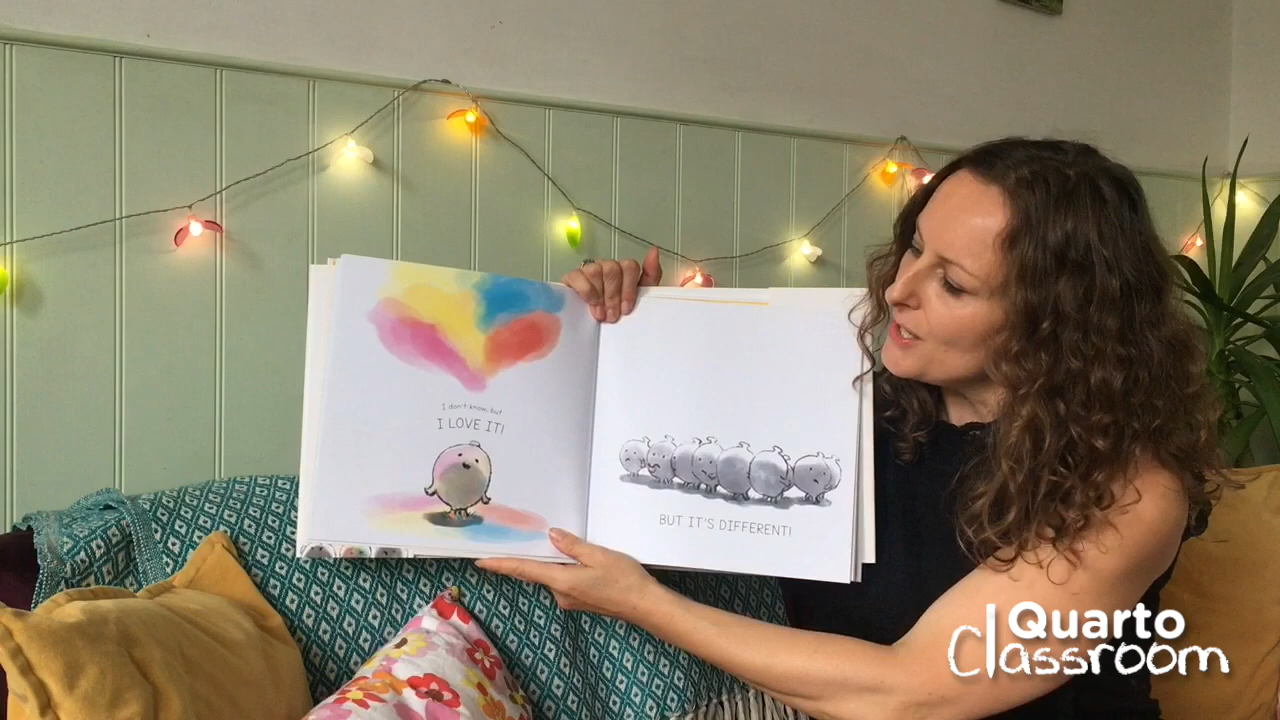 I don't know, but
I LOVE IT!
BUT IT'S DIFFERENT!
Quarto
Classroom